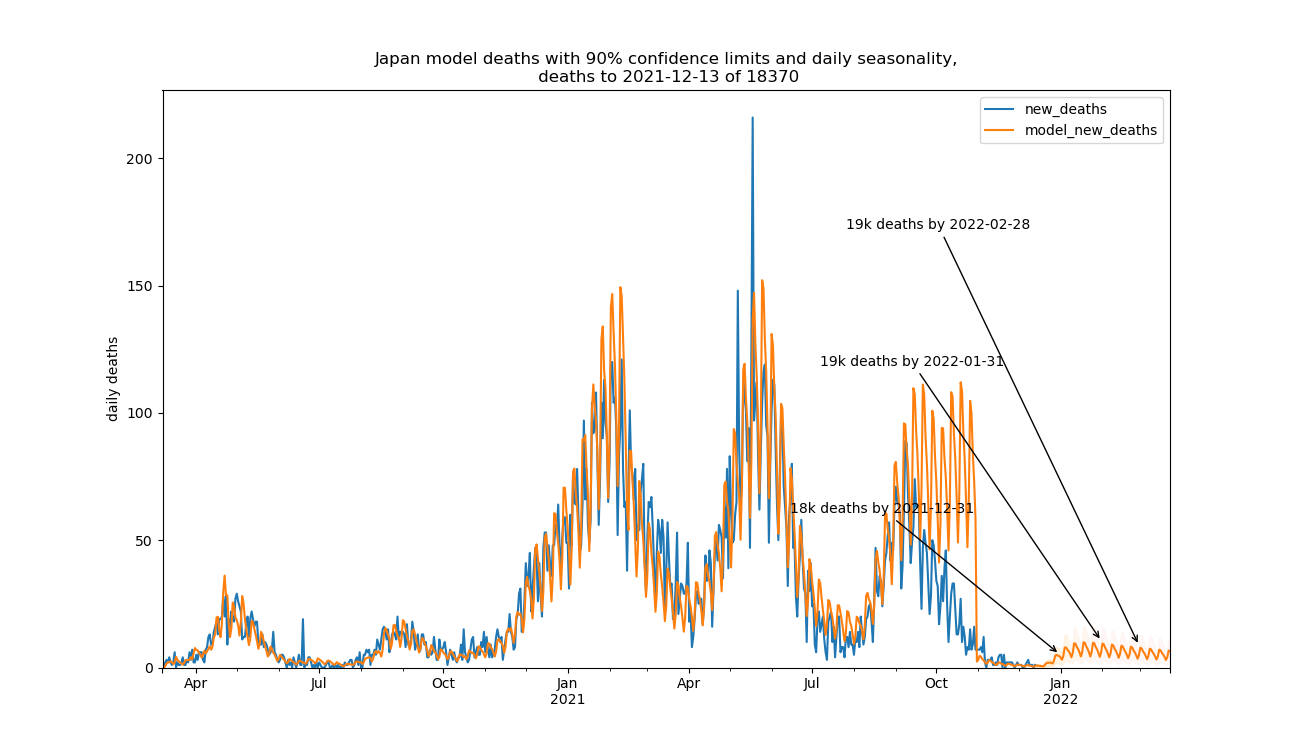 Japan model deaths with 90% confidence limits and daily seasonality,
deaths to 2021-12-13 of 18370
new_deaths
model_new_deaths
200
150
100
50
0
daily deaths
19k deaths by 2022-02-28
19k deaths by 2022-01-31
18k deaths by 2021-12-31
Apr
Jul
Oct
Jan
2021
Apr
Jul
Oct
Jan
2022